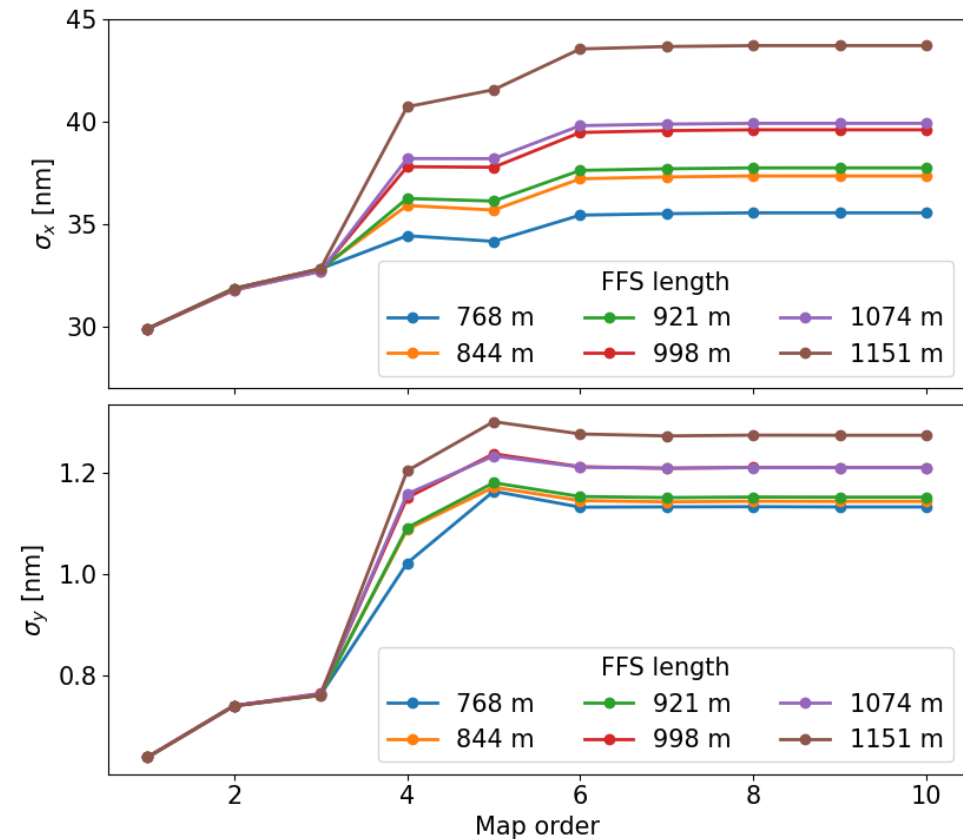 45
40
35
30
σx [nm]
FFS length
768 m 921 m 1074 m
844 m 998 m 1151 m
1.2
1.0
0.8
σy [nm]
FFS length
768 m 921 m 1074 m
844 m 998 m 1151 m
2 4 6 8 10
Map order